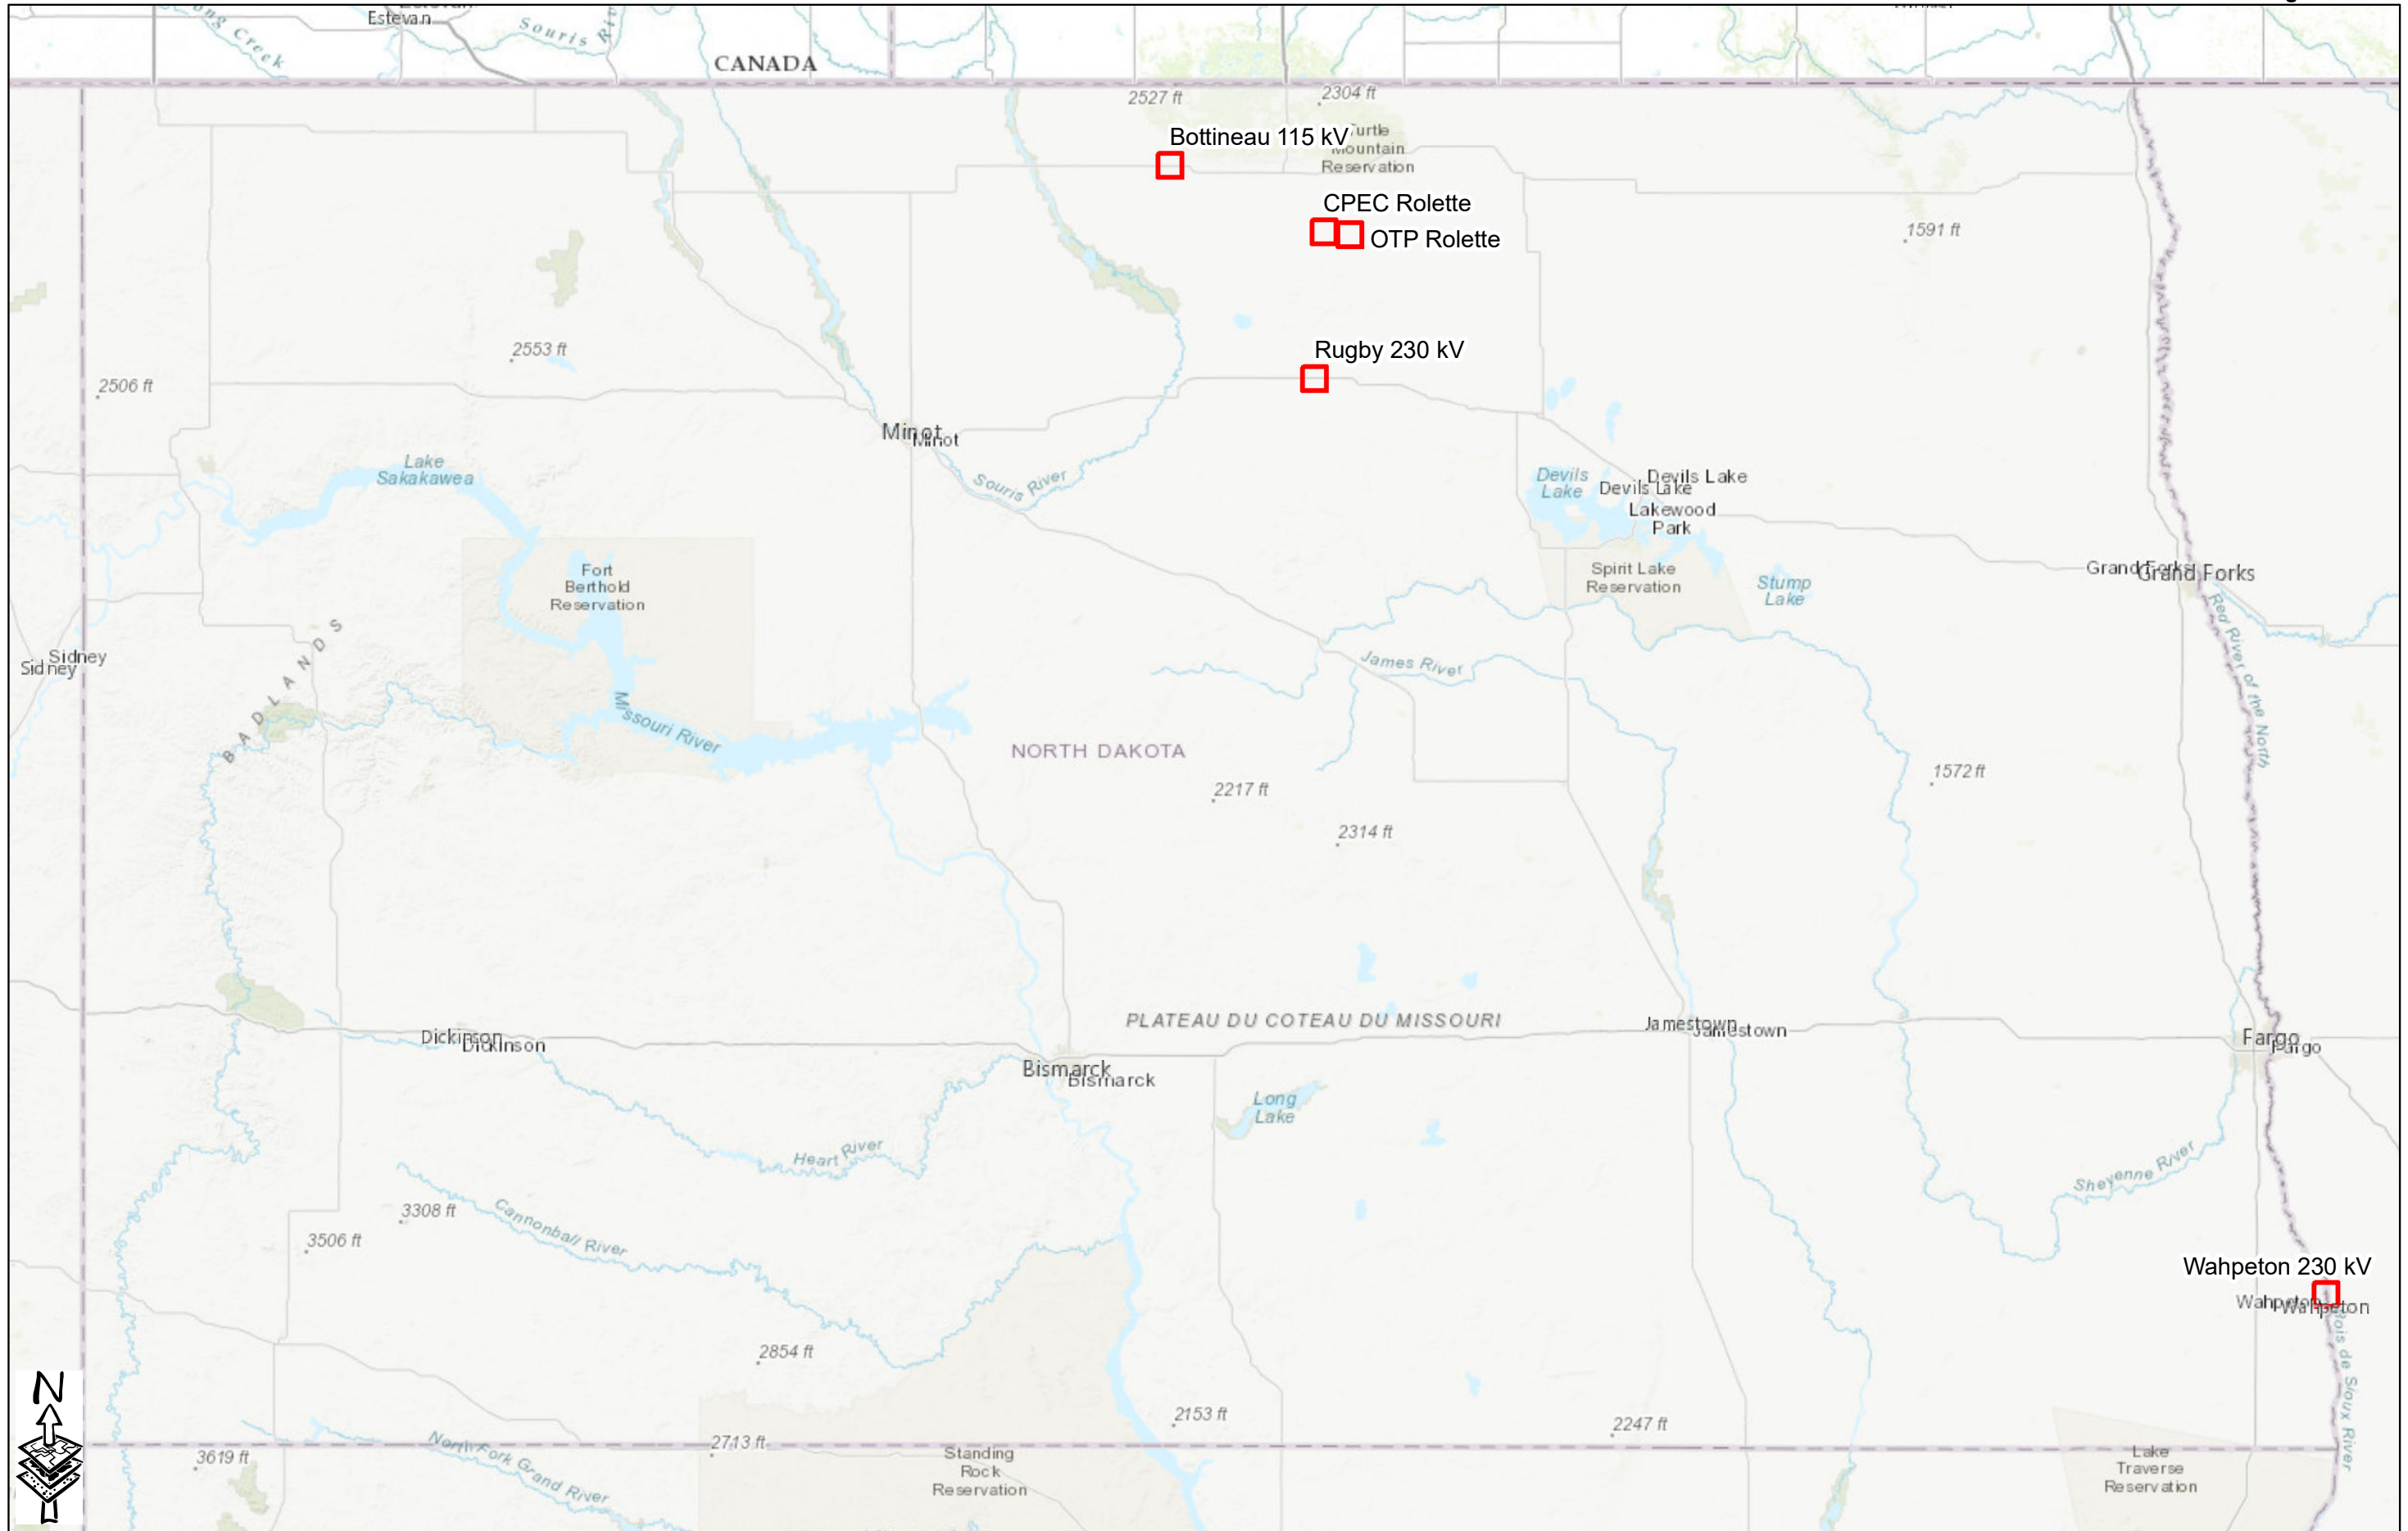 Estevan
Estevan
Long Creek
Souris Riv
CANADA
2527 ft
2304 ft
Bottineau 115 kV
Turtle
Mountain
Reservation
CPEC Rolette
OTP Rolette
1591 ft
2553 ft
Rugby 230 kV
2506 ft
Minot
Minot
Lake
Sakakawea
Souris River
Devils
Lake
Devils Lake
Devils Lake
Lakewood
Park
Fort
Berthold
Reservation
Spirit Lake
Reservation
Stump
Lake
Grand Forks
Grand Forks
Red River of the North
Sidney
Sidney
BADLANDS
James River
Missouri River
NORTH DAKOTA
2217 ft
1572 ft
2314 ft
PLATEAU DU COTEAU DU MISSOURI
Dickinson
Dickinson
Jamestown
Jamestown
Fargo
Fargo
Bismarck
Bismarck
Long
Lake
Heart River
Sheyenne River
3308 ft
Cannonball River
3506 ft
Wahpeton 230 kV
Wahpeton
Wahpeton
Bois de Sioux River
2854 ft
N
2153 ft
2247 ft
2713 ft
3619 ft
North Fork Grand River
Standing
Rock
Reservation
Lake
Traverse
Reservation